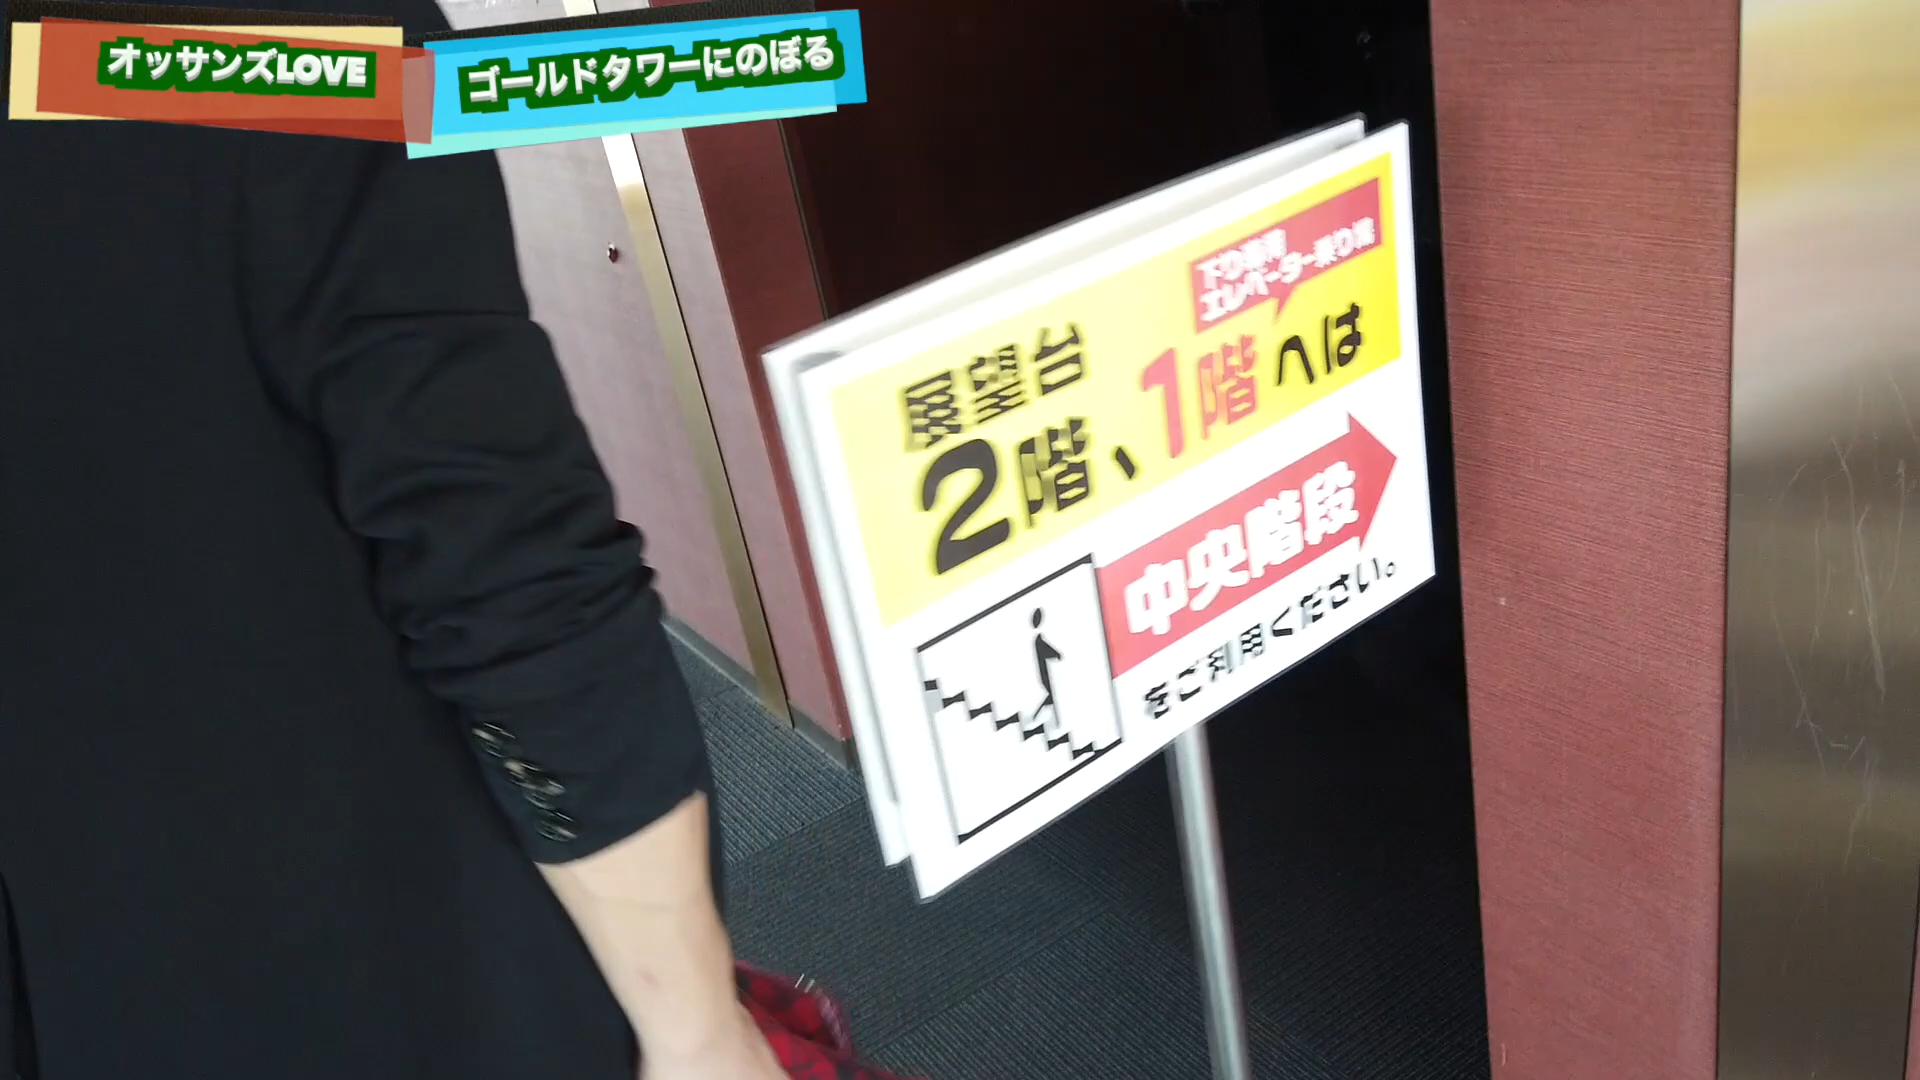 オッサンズLOVE
ゴールドタワーにのぼる
下り専用
エレベーター乗り場
展望台
2階、1階へは
中央階段
をご利用ください。